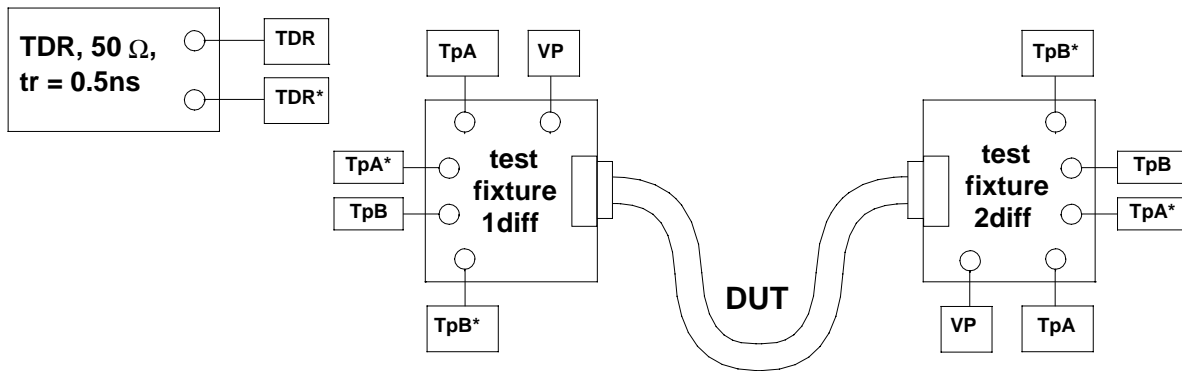 TDR, 50 Ω,
tr = 0.5ns
TDR
TDR*
TpA
VP
TpA*
TpB
TpB*
test
fixture
1diff
DUT
TpB*
TpB
TpA*
VP
TpA
test
fixture
2diff